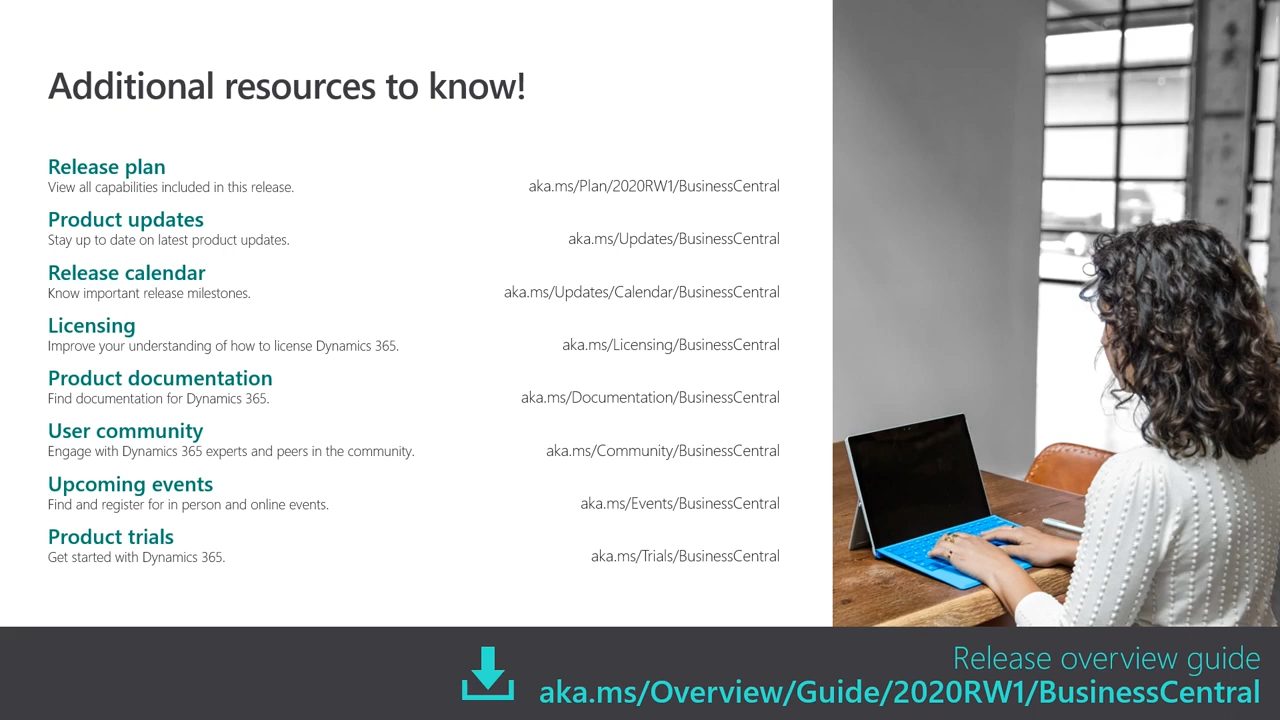 Additional resources to know!
Release plan
View all capabilities included in this release.
aka.ms/Plan/2020RW1/BusinessCentral
Product updates
Stay up to date on latest product updates.
aka.ms/Updates/BusinessCentral
Release calendar
Know important release milestones.
aka.ms/Updates/Calendar/BusinessCentral
Licensing
Improve your understanding of how to license Dynamics 365.
aka.ms/Licensing/BusinessCentral
Product documentation
Find documentation for Dynamics 365.
aka.ms/Documentation/BusinessCentral
User community
Engage with Dynamics 365 experts and peers in the community.
aka.ms/Community/BusinessCentral
Upcoming events
Find and register for in person and online events.
aka.ms/Events/BusinessCentral
Product trials
Get started with Dynamics 365.
aka.ms/Trials/BusinessCentral
Release overview guide
aka.ms/Overview/Guide/2020RW1/BusinessCentral